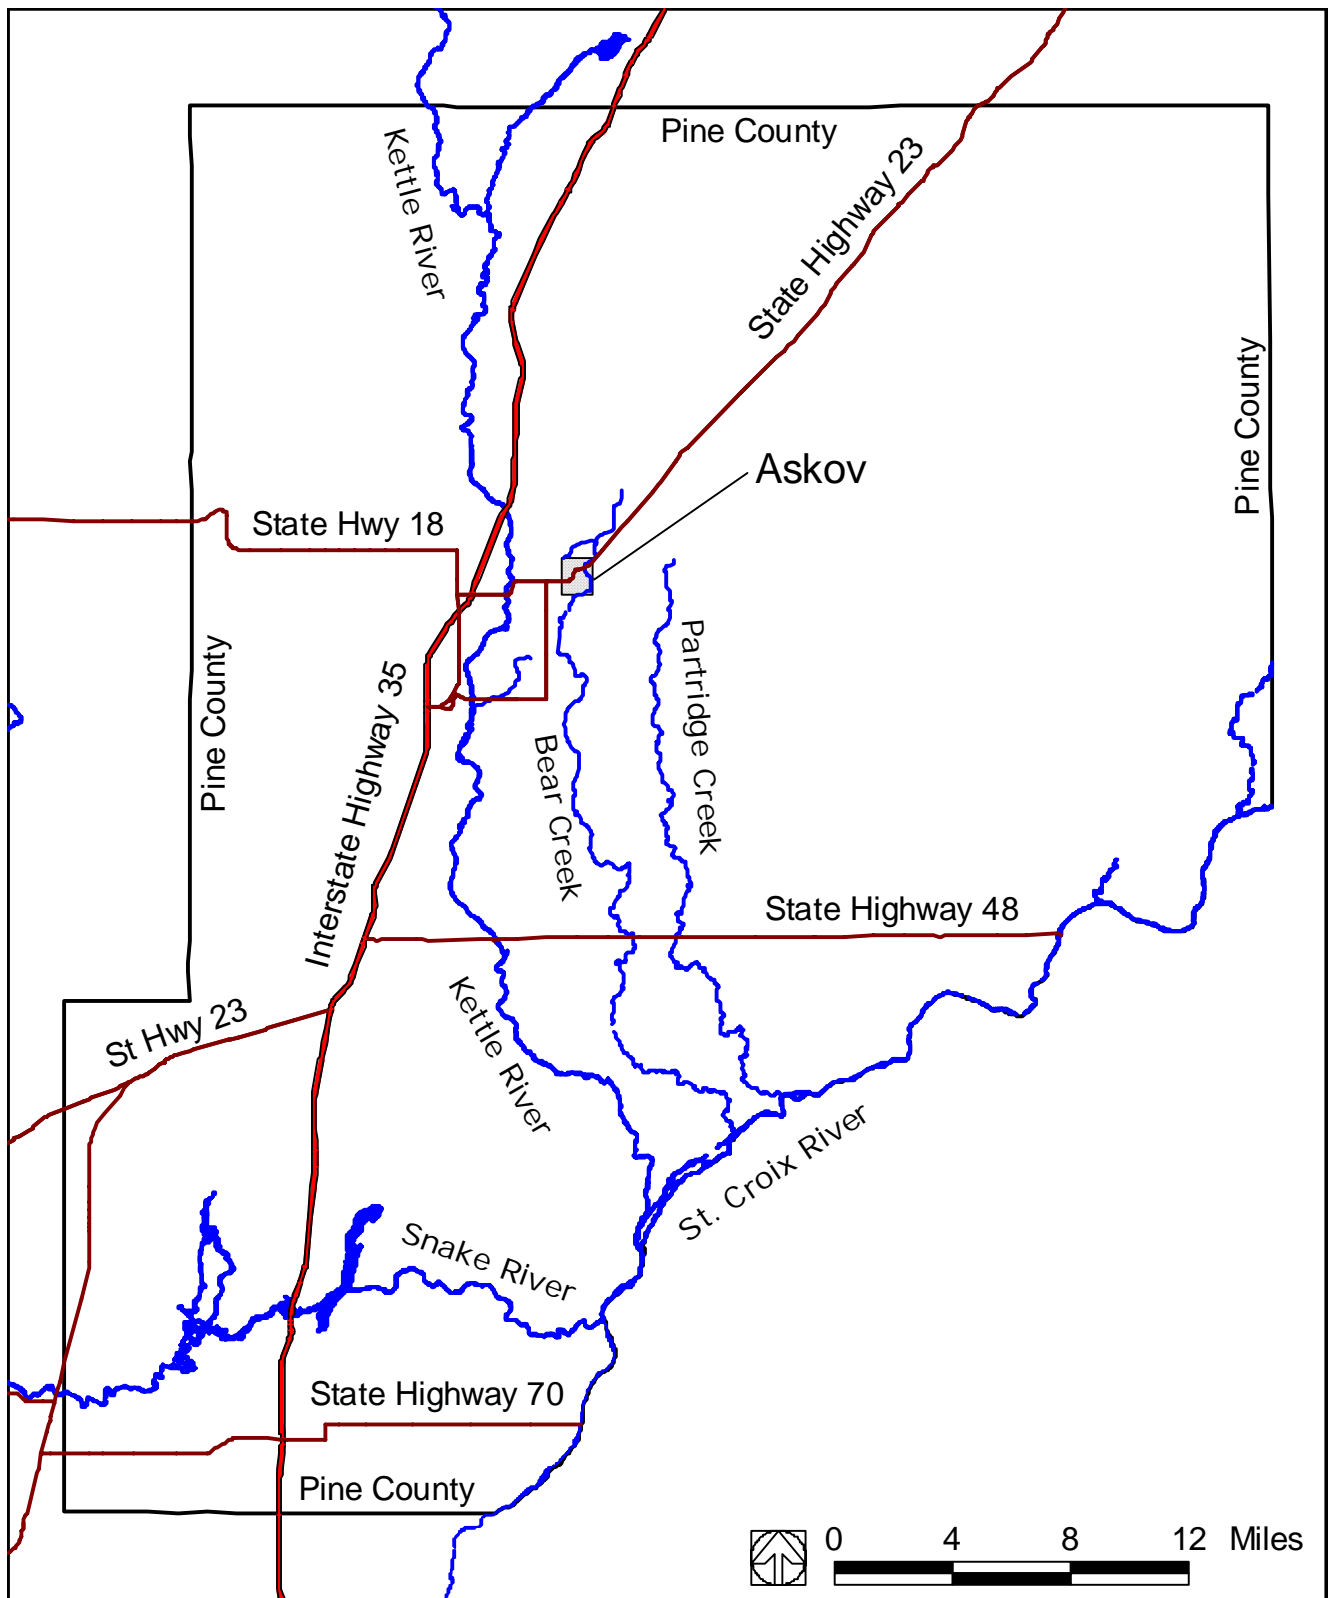 Pine County
Kettle River
State Highway 23
Pine County
Askov
State Hwy 18
Partridge Creek
Pine County
Interstate Highway 35
Bear Creek
State Highway 48
Kettle River
St Hwy 23
St. Croix River
Snake River
State Highway 70
Pine County
0 4 8 12 Miles